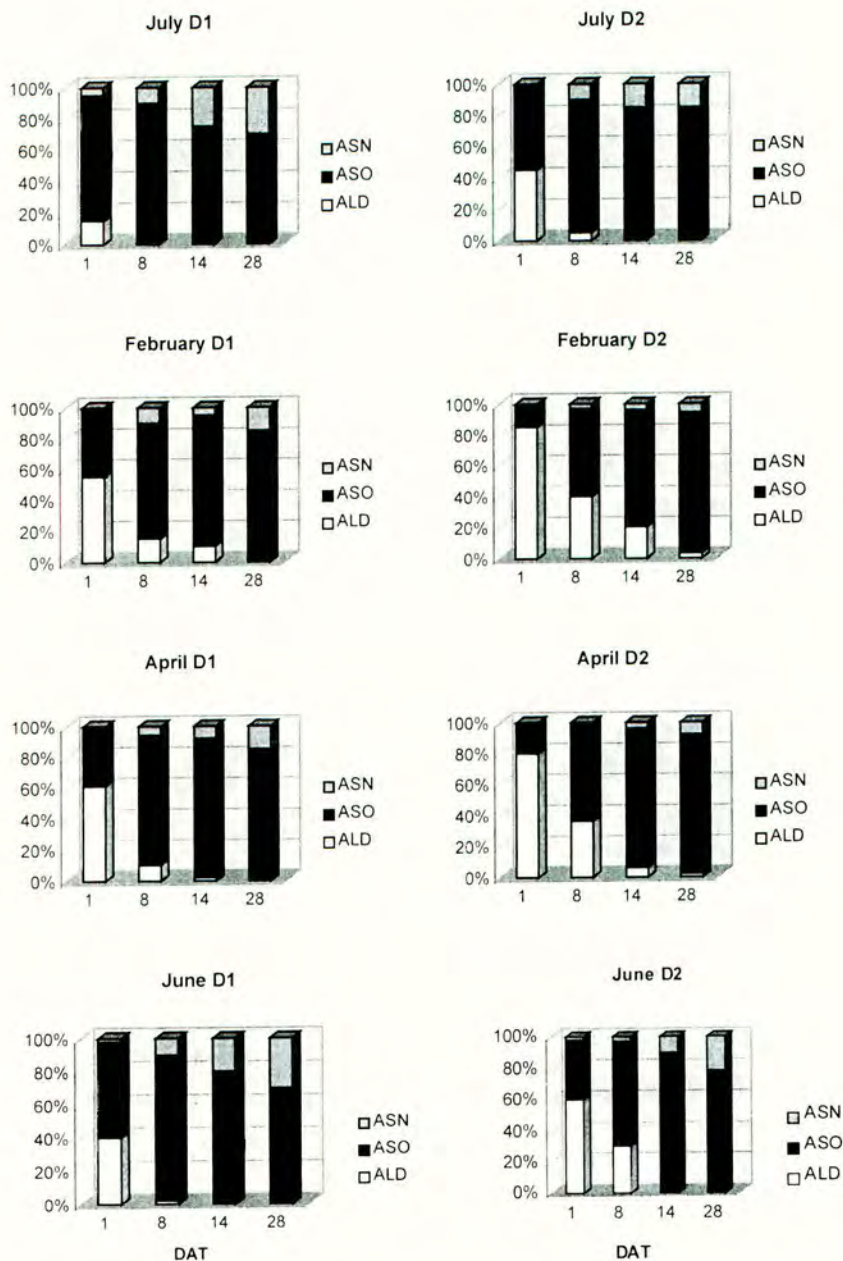 July D1
100%
80%
60%
40%
20%
0%
1 8 14 28
ASN
ASO
ALD
July D2
100%
80%
60%
40%
20%
0%
1 8 14 28
ASN
ASO
ALD
February D1
100%
80%
60%
40%
20%
0%
1 8 14 28
ASN
ASO
ALD
February D2
100%
80%
60%
40%
20%
0%
1 8 14 28
ASN
ASO
ALD
April D1
100%
80%
60%
40%
20%
0%
1 8 14 28
ASN
ASO
ALD
April D2
100%
80%
60%
40%
20%
0%
1 8 14 28
ASN
ASO
ALD
June D1
100%
80%
60%
40%
20%
0%
1 8 14 28
DAT
ASN
ASO
ALD
June D2
100%
80%
60%
40%
20%
0%
1 8 14 28
DAT
ASN
ASO
ALD